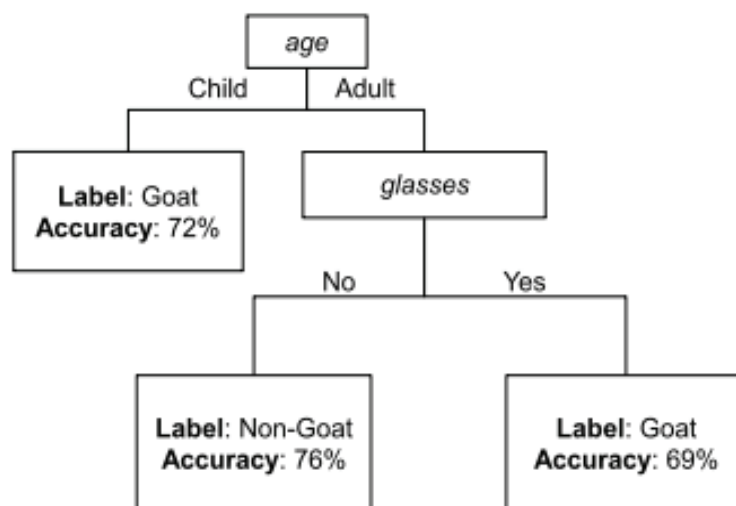 age
Child
Adult
Label: Goat
Accuracy: 72%
glasses
No
Yes
Label: Non-Goat
Accuracy: 76%
Label: Goat
Accuracy: 69%